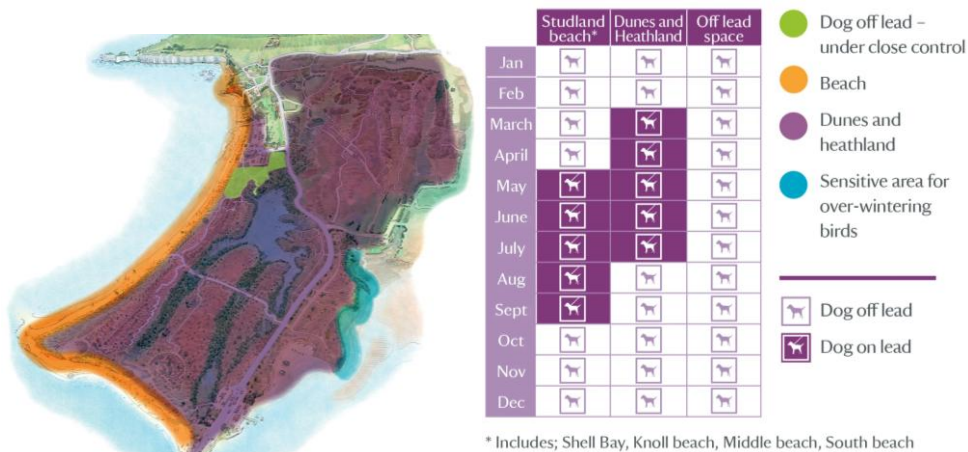 Studland beach*
Dunes and Heathland
Off lead space
Jan
Feb
March
April
May
June
July
Aug
Sept
Oct
Nov
Dec
* Includes; Shell Bay, Knoll beach, Middle beach, South beach
Dog off lead –
under close control
Beach
Dunes and
heathland
Sensitive area for
over-wintering
birds
Dog off lead
Dog on lead